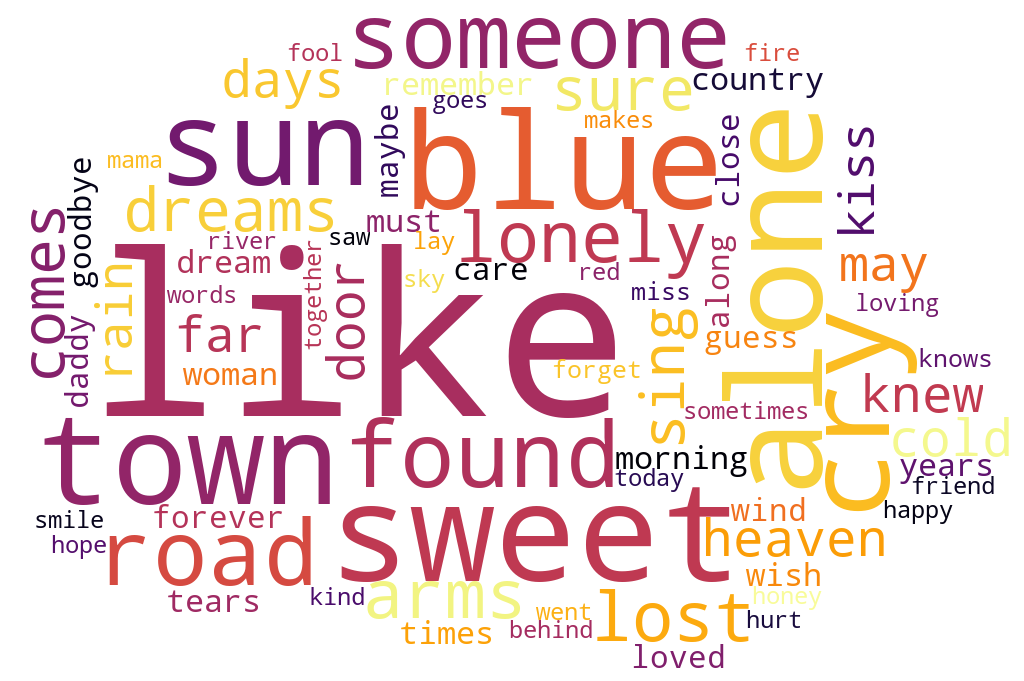 someone
fool
fire
days
remember
sure
country
goes
makes
sun
blue
maybe
close
alone
kiss
mama
goodbye
dreams
must
lonely
comes
river
saw
lay
dream
together
door
care
red
along
may
rain
words
sky
miss
loving
like
daddy
far
sing
guess
cry
woman
forget
knows
knew
sometimes
town
found
cold
morning
years
today
friend
sweet
smile
forever
wind
happy
hope
road
heaven
wish
tears
kind
arms
honey
times
went
behind
lost
hurt
loved